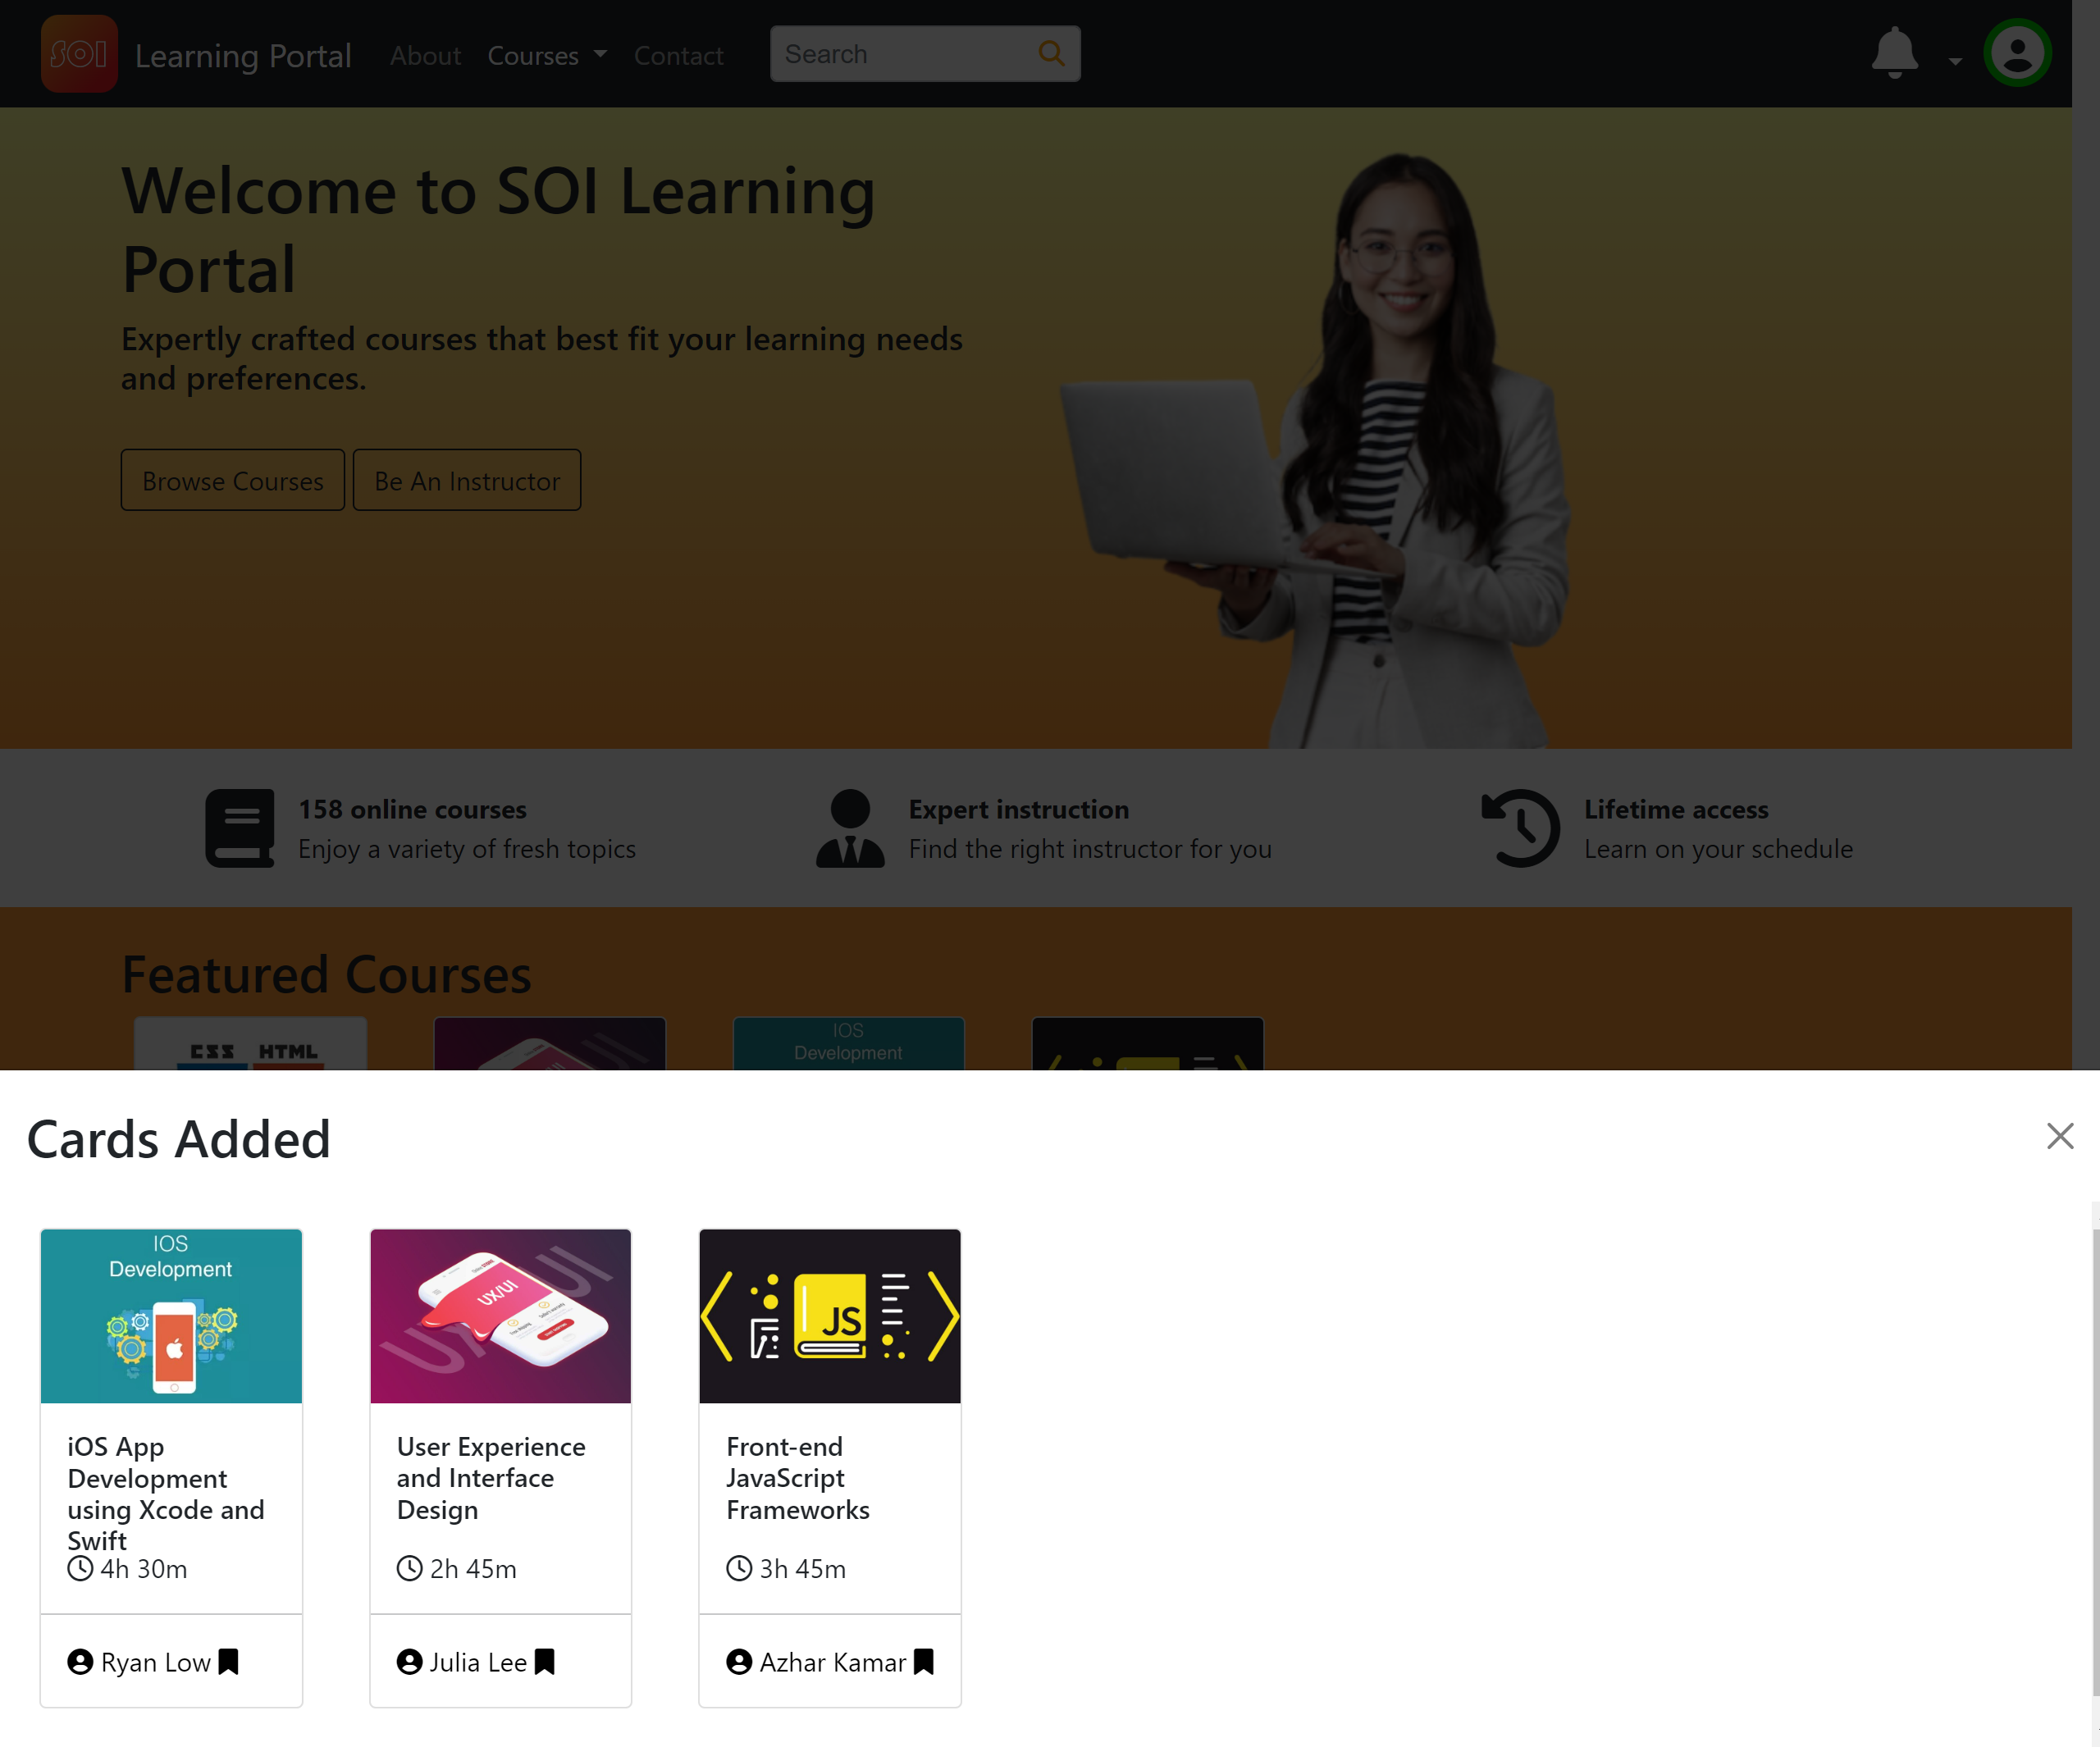 SOI
Learning Portal
About
Courses
Contact
Search
Welcome to SOI Learning
Portal
Expertly crafted courses that best fit your learning needs
and preferences.
Browse Courses
Be An Instructor
158 online courses
Enjoy a variety of fresh topics
Expert instruction
Find the right instructor for you
Lifetime access
Learn on your schedule
Featured Courses
CSS HTML
IOS
Development
Cards Added
IOS
Development
UX/UI
UX/UI
JS
iOS App
Development
using Xcode and
Swift
4h 30m
Ryan Low
User Experience
and Interface
Design
2h 45m
Julia Lee
Front-end
JavaScript
Frameworks
3h 45m
Azhar Kamar